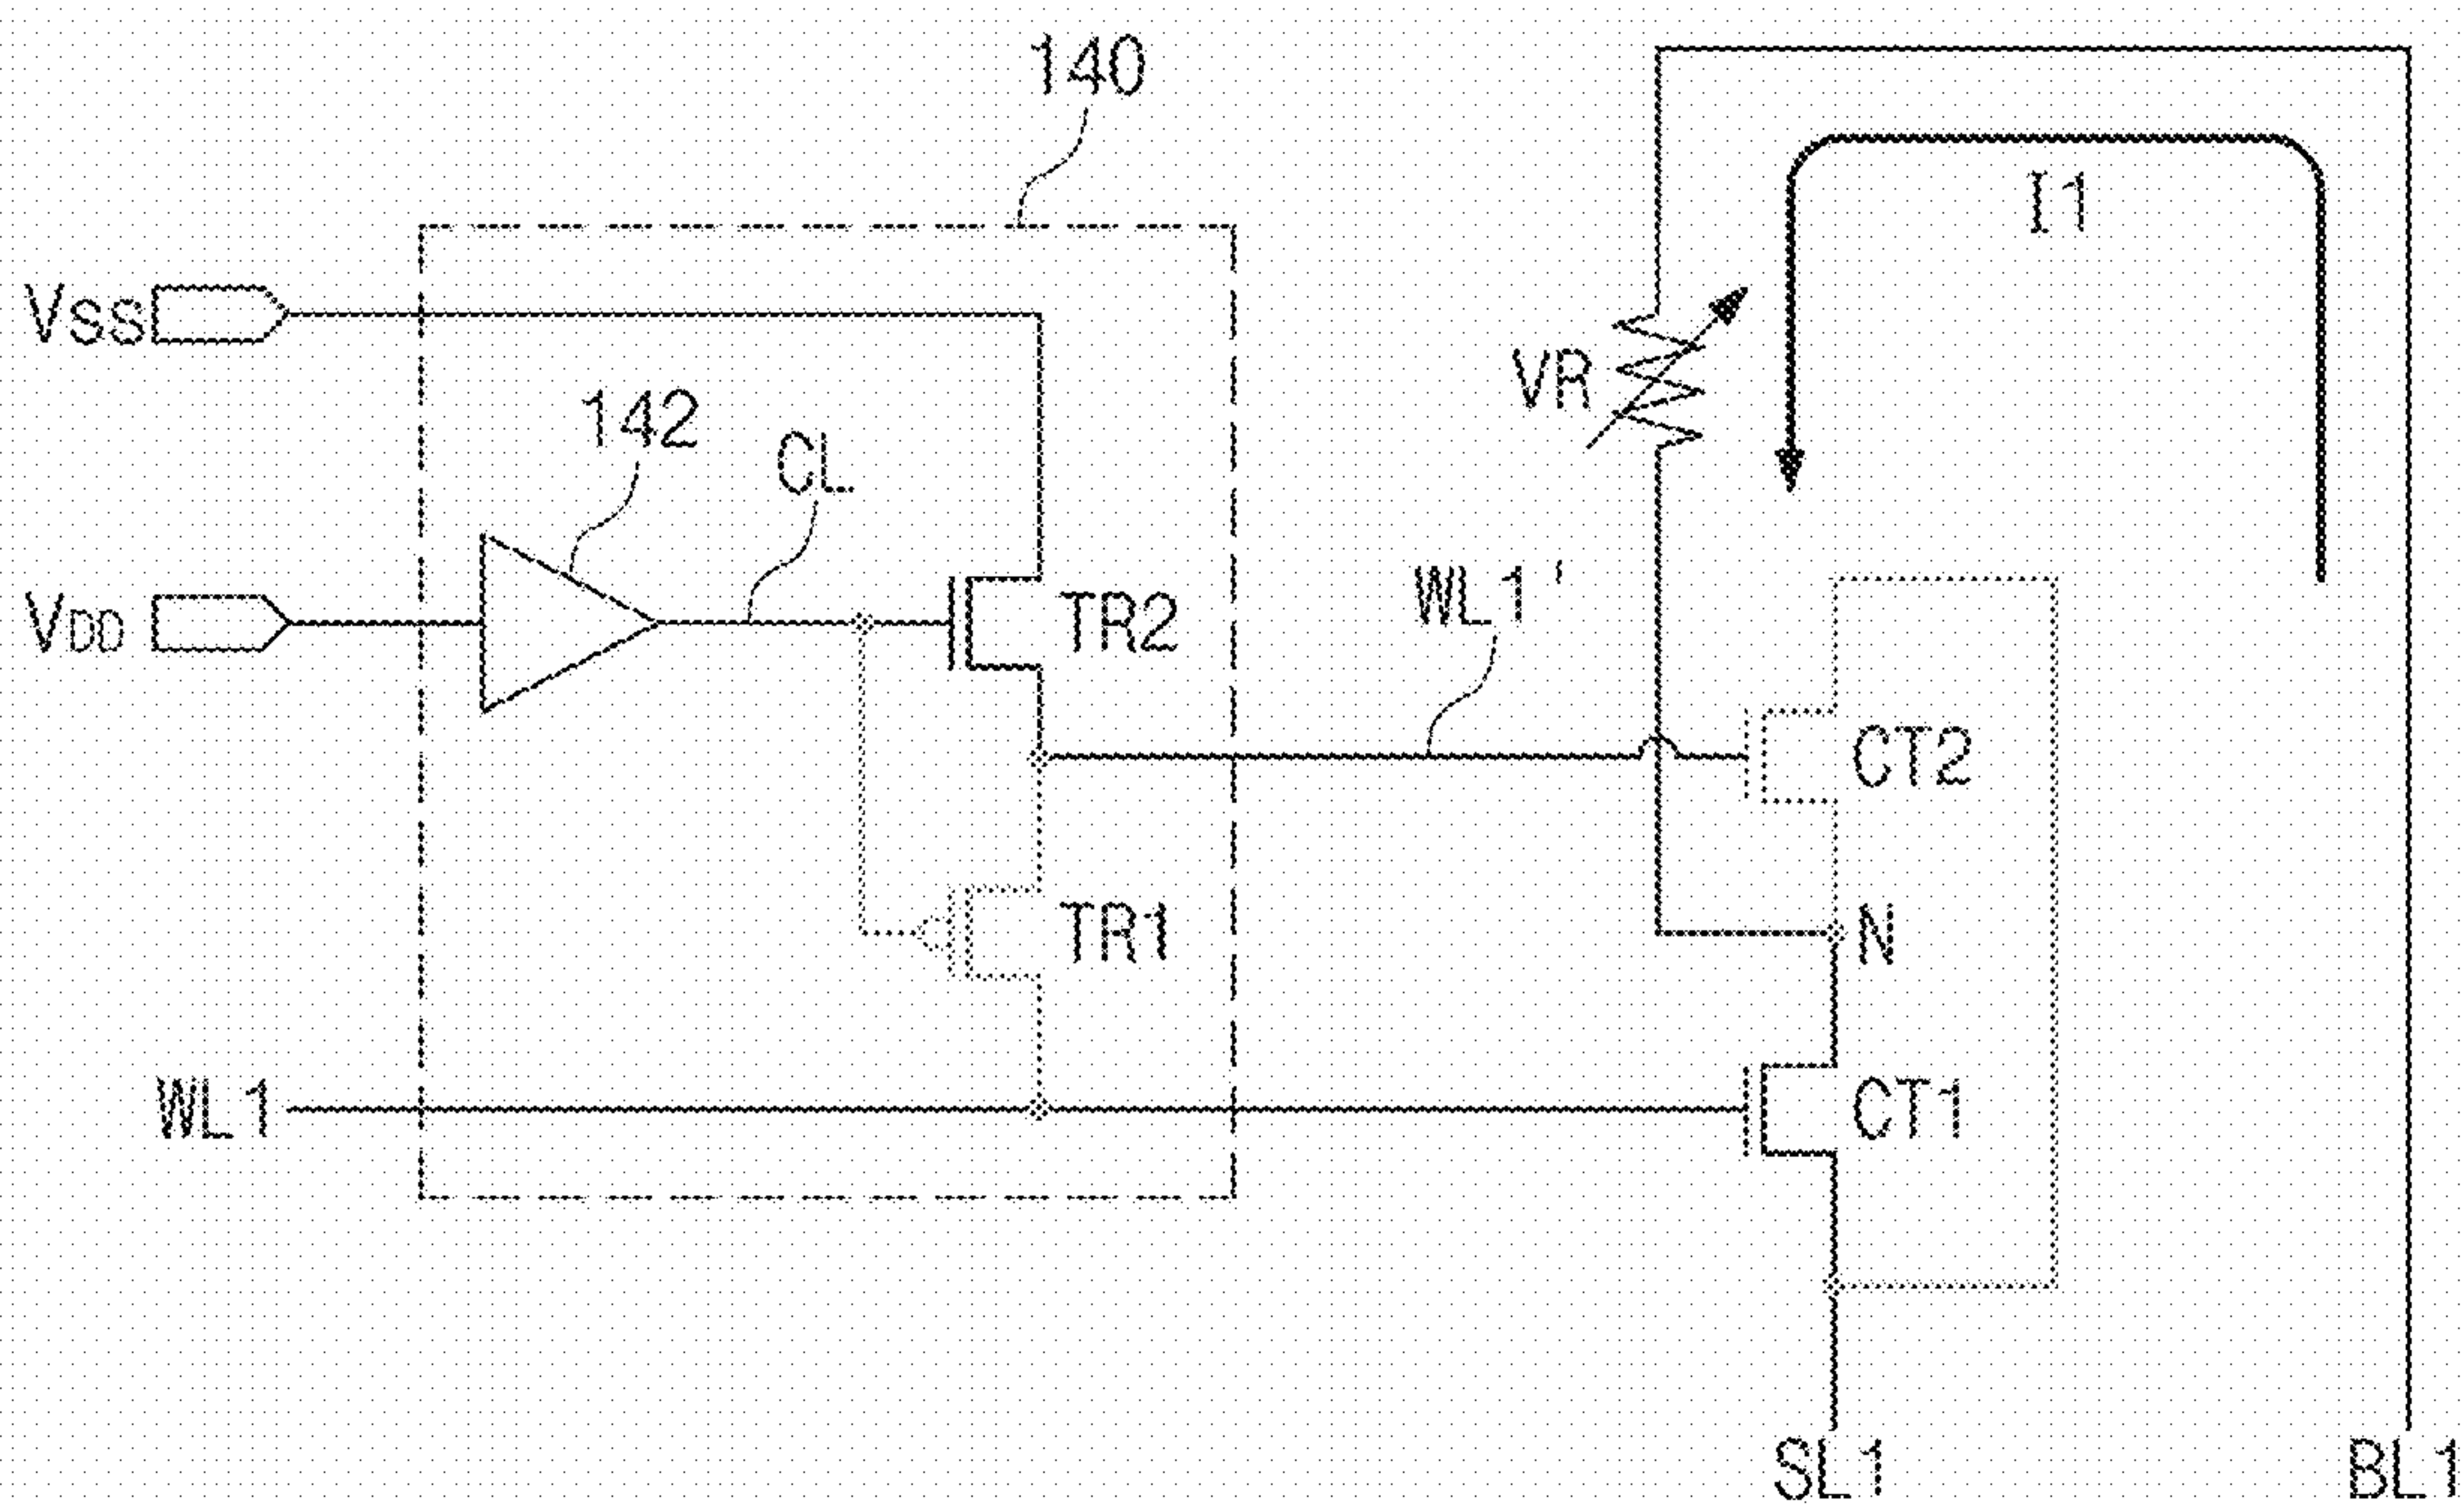 140
I1
VSS
VR
142
CL
VDD
TR2
WL1'
CT2
TR1
N
WL1
CT1
SL1
BL1